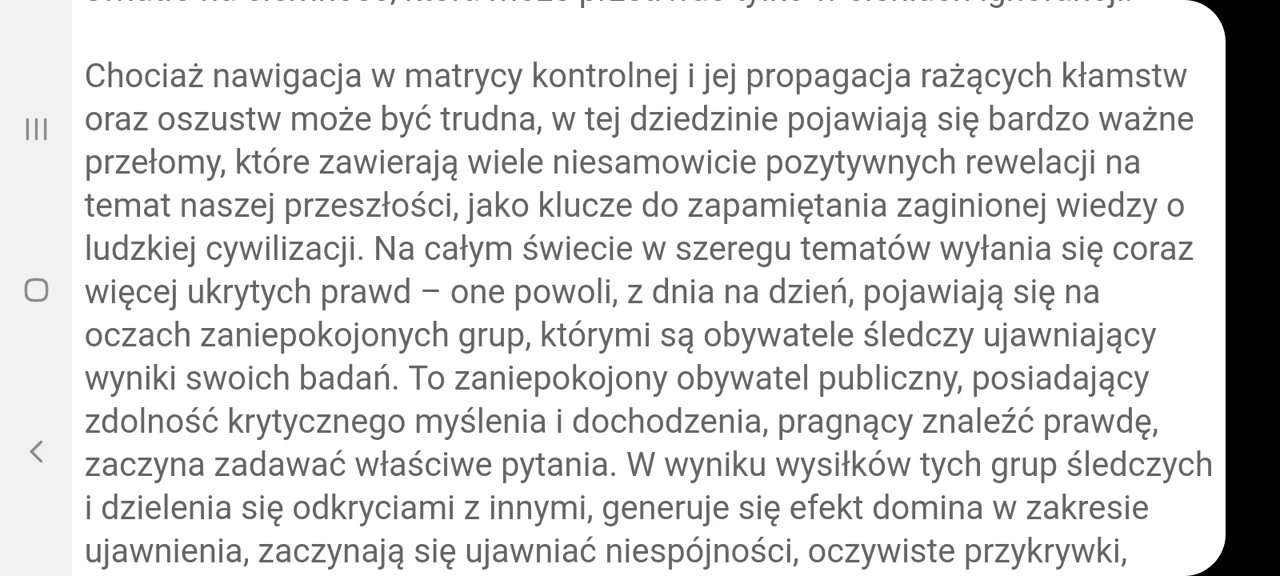 Chociaż nawigacja w matrycy kontrolnej i jej propagacja rażących kłamstw
oraz oszustw może być trudna, w tej dziedzinie pojawiają się bardzo ważne
przełomy, które zawierają wiele niesamowicie pozytywnych rewelacji na
temat naszej przeszłości, jako klucze do zapamiętania zaginionej wiedzy o
ludzkiej cywilizacji. Na całym świecie w szeregu tematów wyłania się coraz
więcej ukrytych prawd – one powoli, z dnia na dzień, pojawiają się na
oczach zaniepokojonych grup, którymi są obywatele śledczy ujawniający
wyniki swoich badań. To zaniepokojony obywatel publiczny, posiadający
zdolność krytycznego myślenia i dochodzenia, pragnący znaleźć prawdę,
zaczyna zadawać właściwe pytania. W wyniku wysiłków tych grup śledczych
i dzielenia się odkryciami z innymi, generuje się efekt domina w zakresie
ujawnienia, zaczynają się ujawniać niespójności, oczywiste przykrywki,